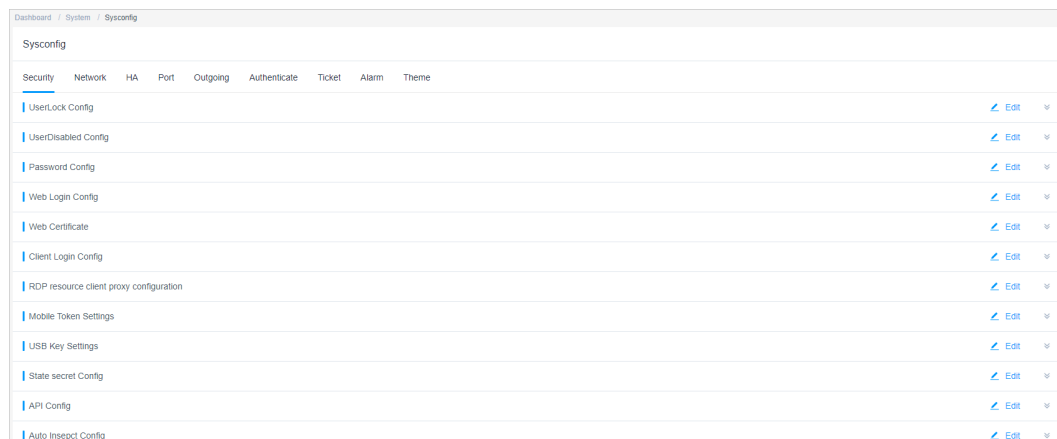 Dashboard / System / Sysconfig
Sysconfig
Security Network HA Port Outgoing Authenticate Ticket Alarm Theme
UserLock Config Edit
UserDisabled Config Edit
Password Config Edit
Web Login Config Edit
Web Certificate Edit
Client Login Config Edit
RDP resource client proxy configuration Edit
Mobile Token Settings Edit
USB Key Settings Edit
State secret Config Edit
API Config Edit
Auto Insepct Config Edit